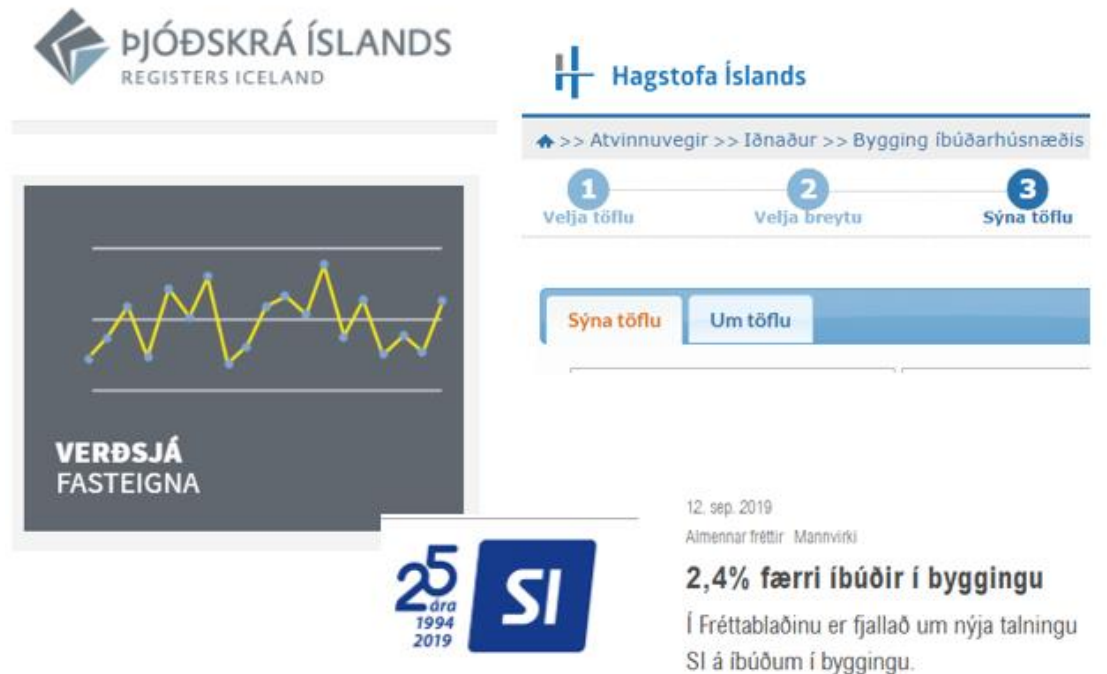 ÞJÓÐSKRÁ ÍSLANDS
REGISTERS ICELAND
VERÐSJÁ
FASTEIGNA
Hagstofa Íslands
>> Atvinnuvegir >> Iðnaður >> Bygging íbúðarhúsnæðis
1 2 3
Velja töflu Velja breytu Sýna töflu
Sýna töflu Um töflu
25
ára
1994
2019
SI
12. sep. 2019
Almennar fréttir Mannvirki
2,4% færri íbúðir í byggingu
Í Fréttablaðinu er fjallað um nýja talningu
SI á íbúðum í byggingu.